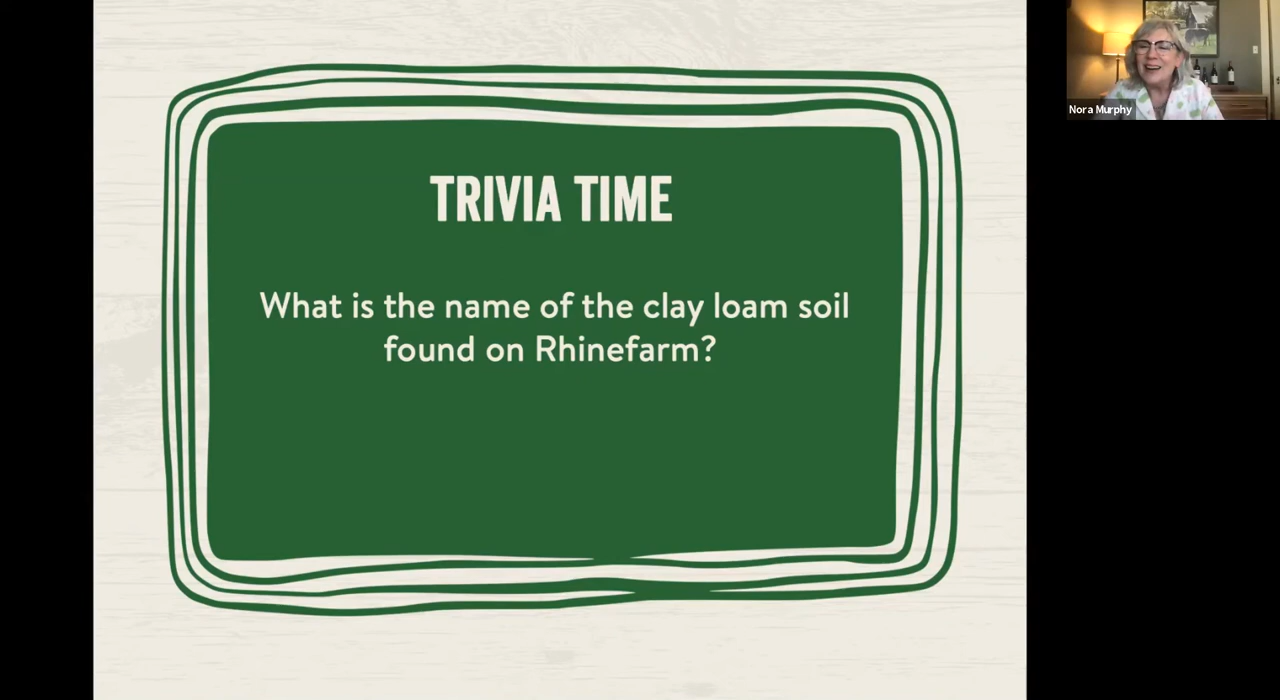 TRIVIA TIME
What is the name of the clay loam soil
found on Rhinefarm?
Nora Murphy